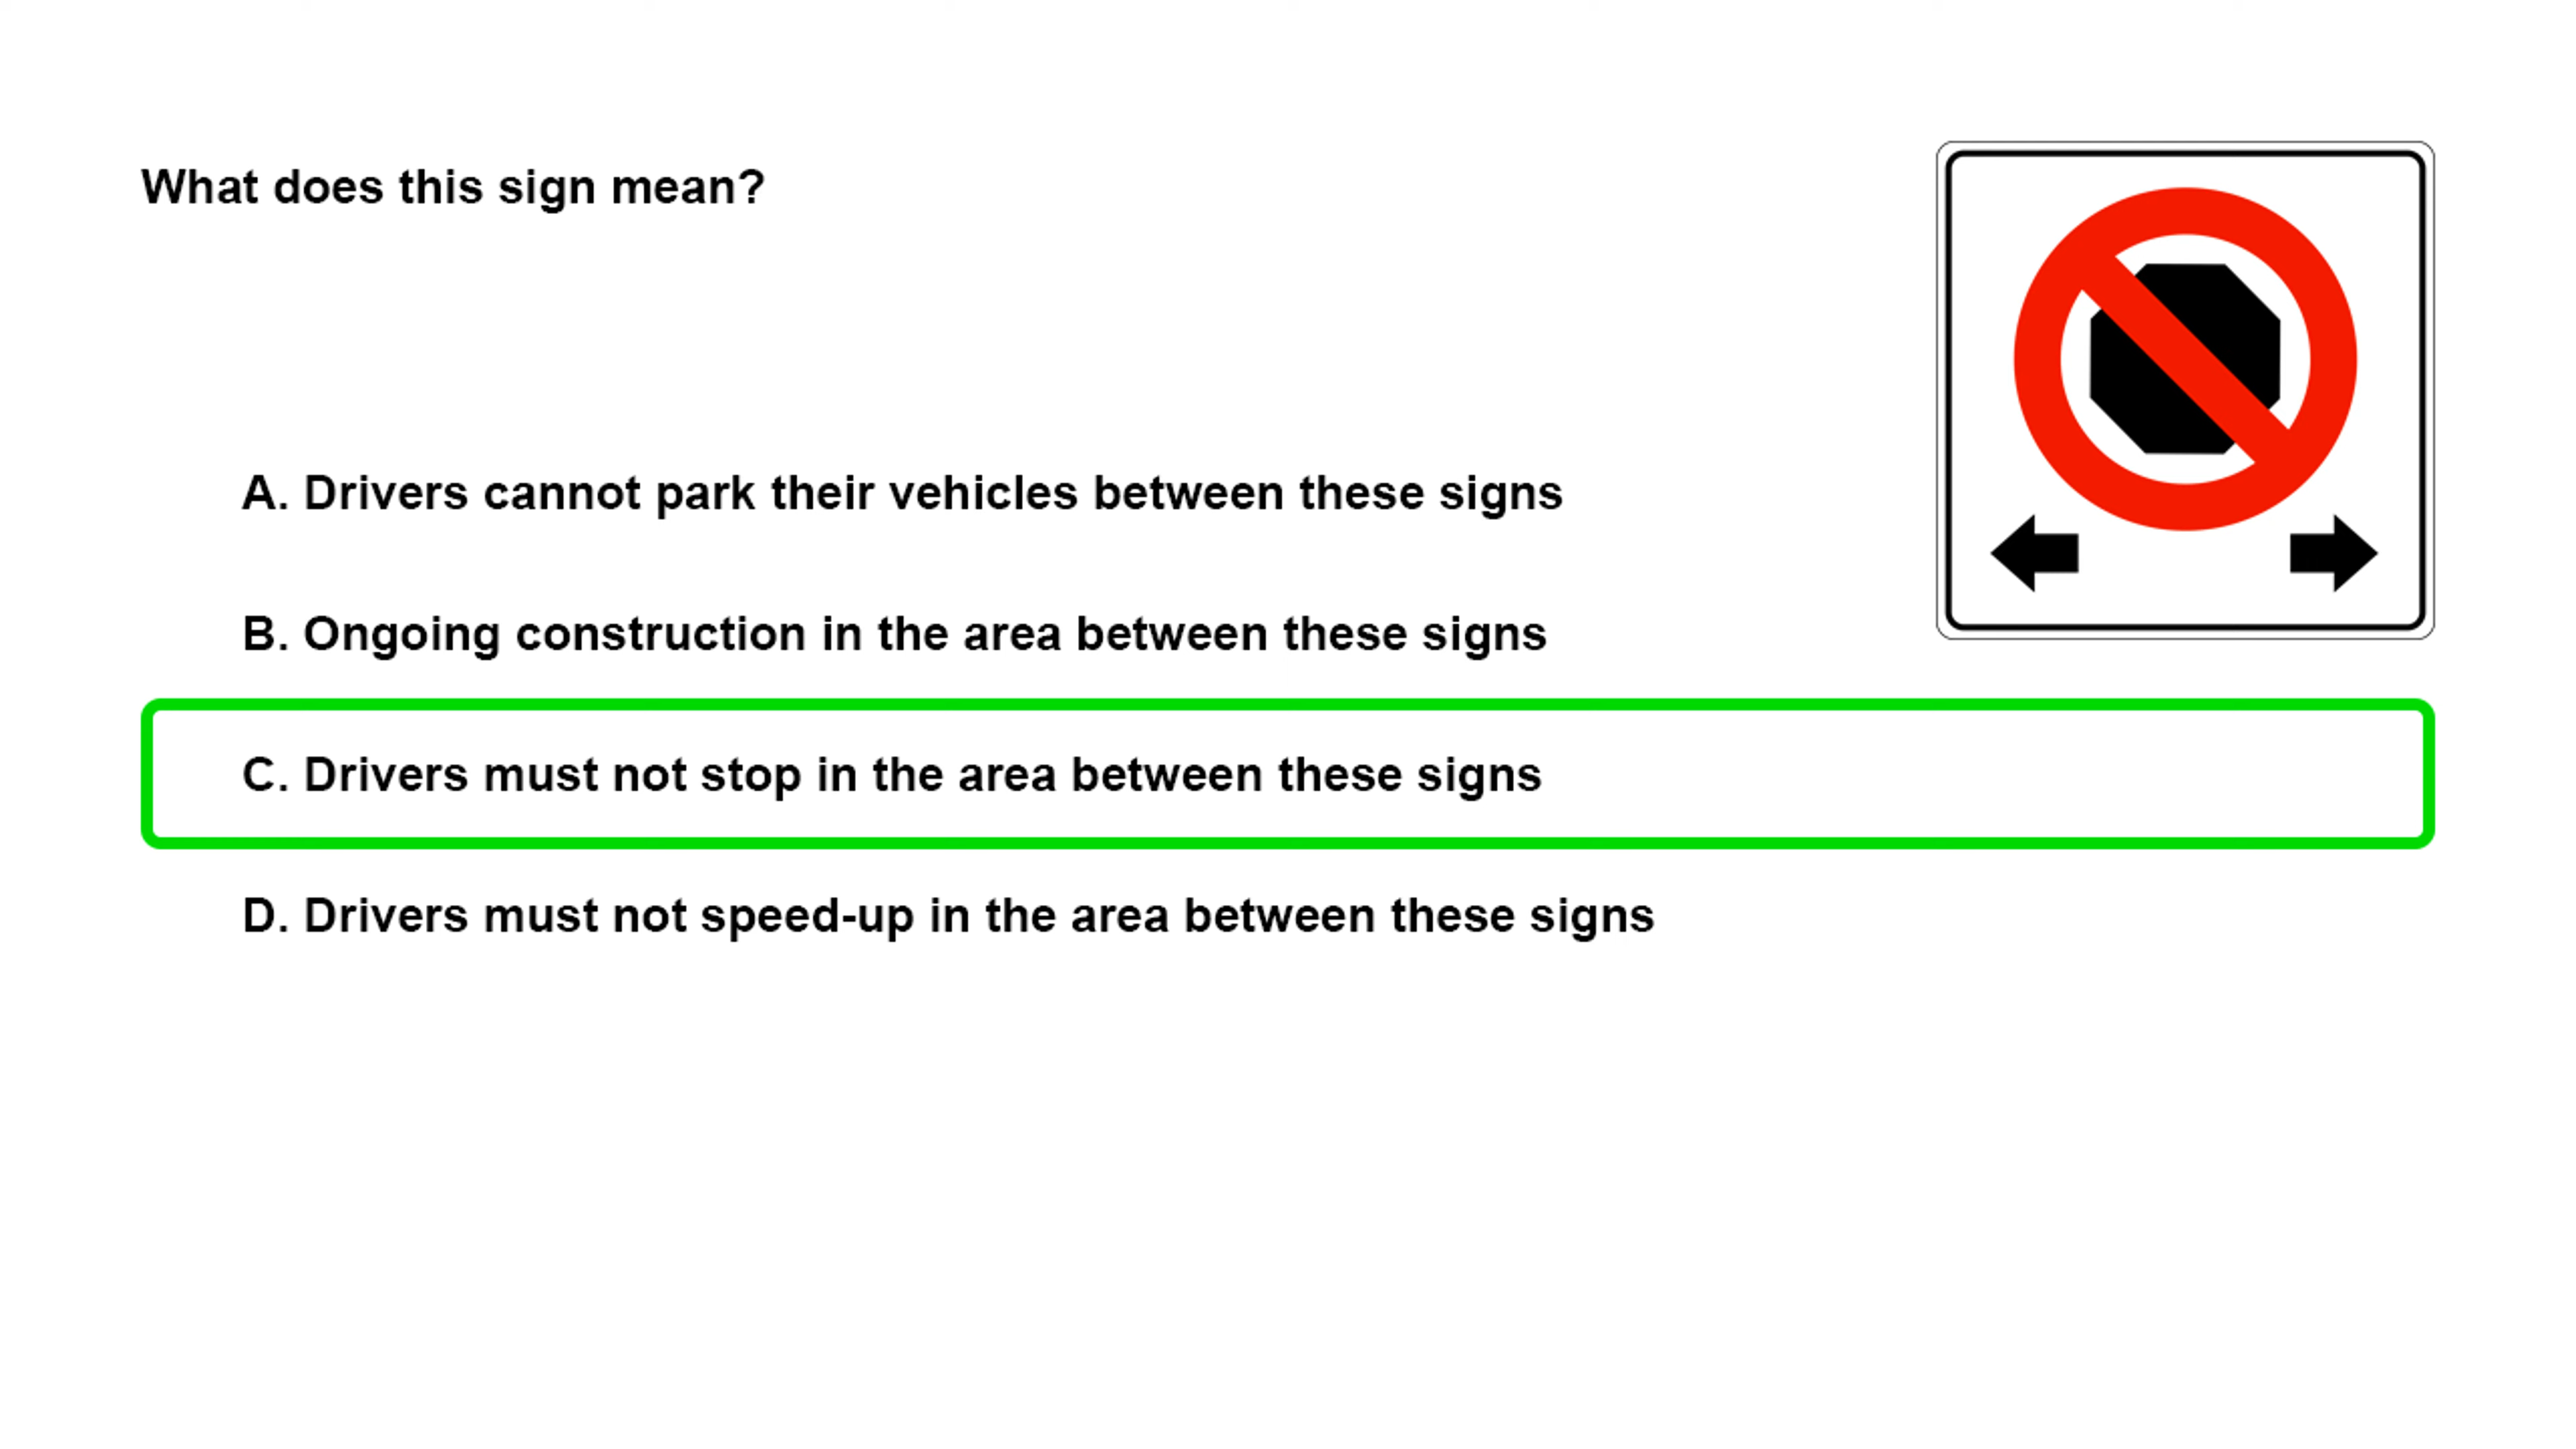 What does this sign mean?
A. Drivers cannot park their vehicles between these signs
B. Ongoing construction in the area between these signs
C. Drivers must not stop in the area between these signs
D. Drivers must not speed-up in the area between these signs